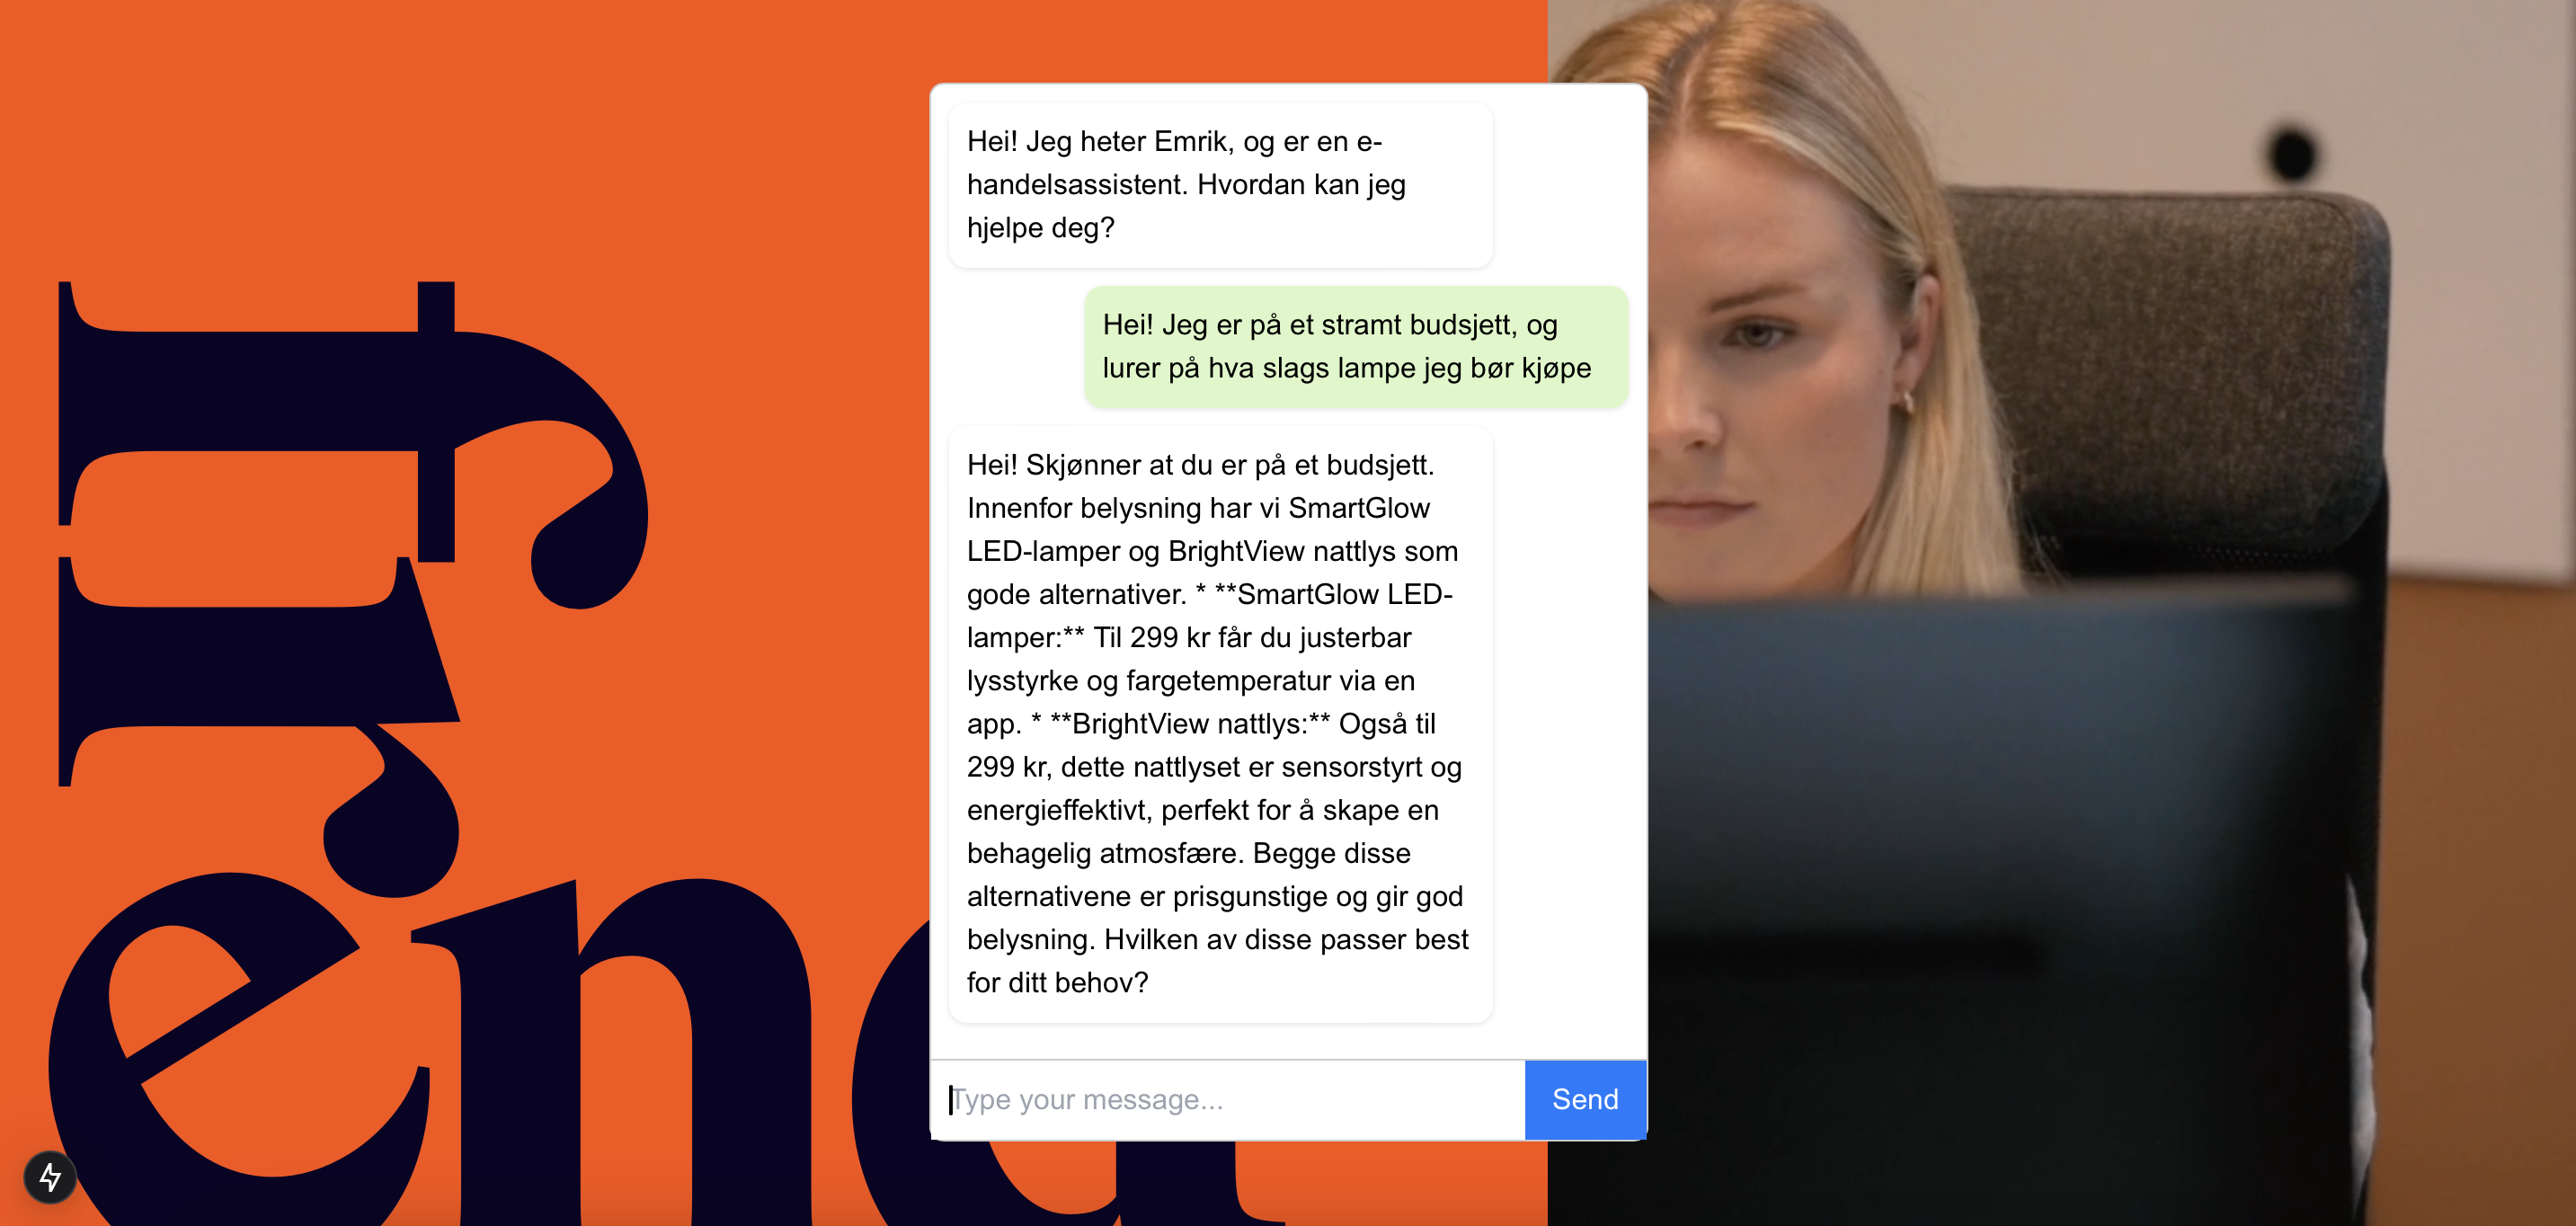 Hei! Jeg heter Emrik, og er en e-
handelsassistent. Hvordan kan jeg
hjelpe deg?
Hei! Jeg er på et stramt budsjett, og
lurer på hva slags lampe jeg bør kjøpe
Hei! Skjønner at du er på et budsjett.
Innenfor belysning har vi SmartGlow
LED-lamper og BrightView nattlys som
gode alternativer. * **SmartGlow LED-
lamper:** Til 299 kr får du justerbar
lysstyrke og fargetemperatur via en
app. * **BrightView nattlys:** Også til
299 kr, dette nattlyset er sensorstyrt og
energieffektivt, perfekt for å skape en
behagelig atmosfære. Begge disse
alternativene er prisgunstige og gir god
belysning. Hvilken av disse passer best
for ditt behov?
Type your message...
Send